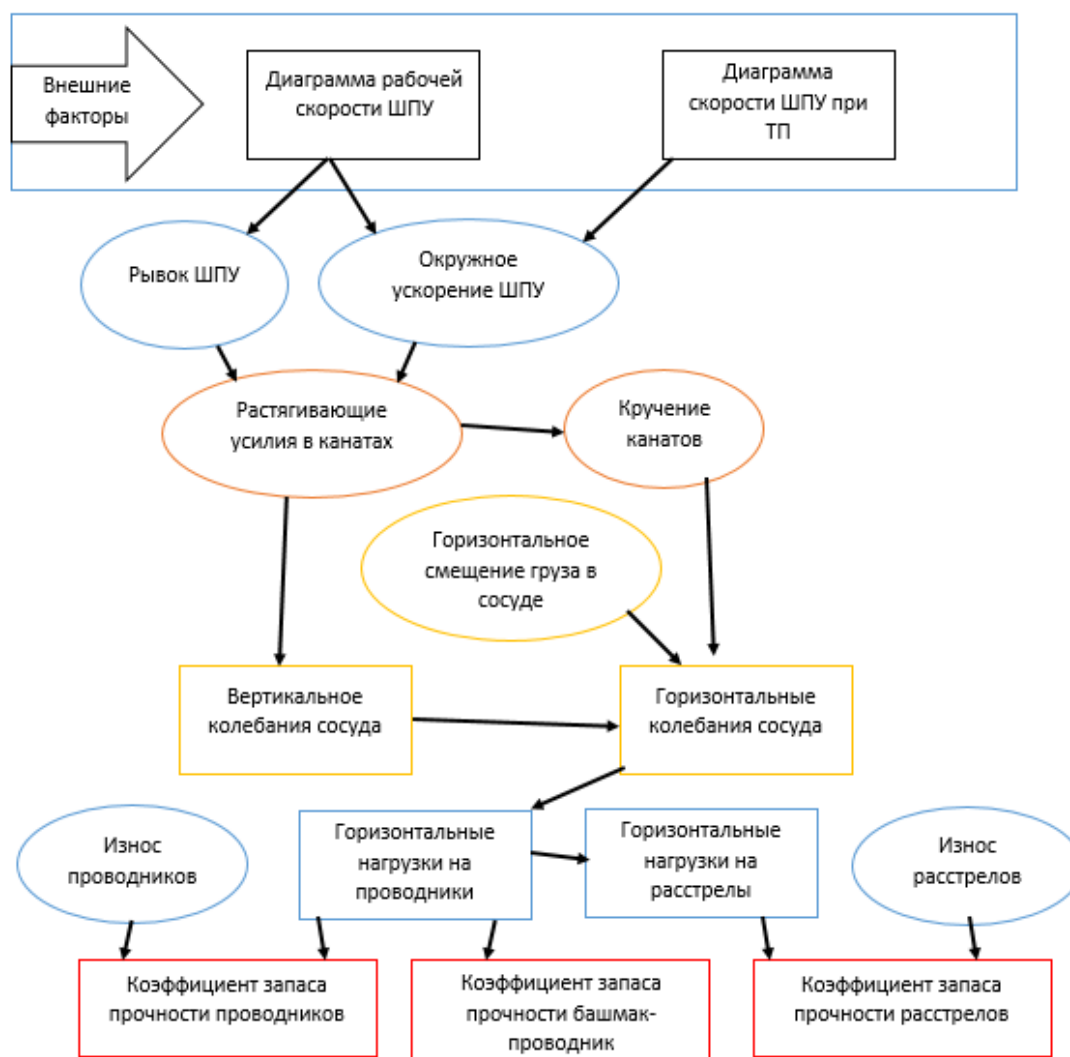 Внешние
факторы
Диаграмма рабочей
скорости ШПУ
Диаграмма
скорости ШПУ при
ТП
Рывок ШПУ
Окружное
ускорение ШПУ
Растягивающие
усилия в канатах
Кручение
канатов
Горизонтальное
смещение груза в
сосуде
Вертикальное
колебания сосуда
Горизонтальные
колебания сосуда
Износ
проводников
Горизонтальные
нагрузки на
проводники
Горизонтальные
нагрузки на
расстрелы
Износ
расстрелов
Коэффициент запаса
прочности проводников
Коэффициент запаса
прочности башмак-
проводник
Коэффициент запаса
прочности расстрелов